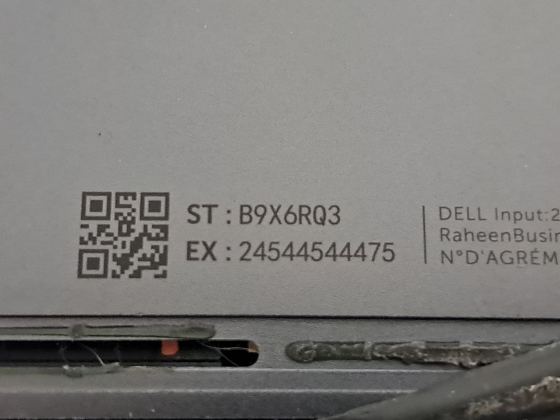 ST : B9X6RQ3
EX : 24544544475
DELL Input:2
RaheenBusin
N°D'AGRÉM